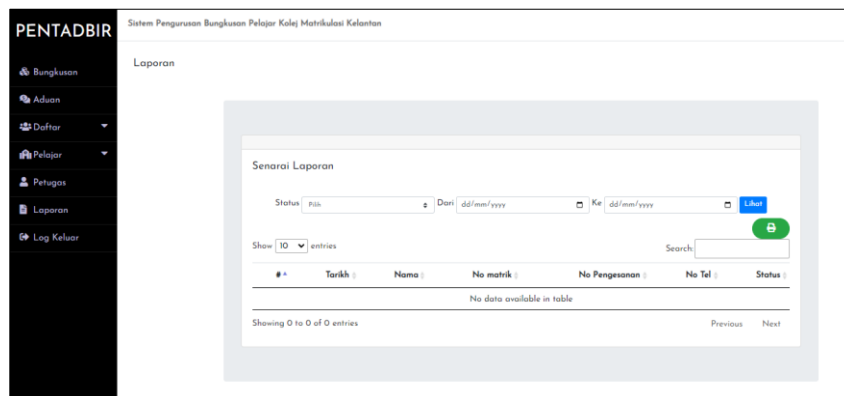 PENTADBIR
Sistem Pengurusan Bungkusan Pelajar Kolej Matrikulasi Kelantan
Bungkusan
Aduan
Daftar
Pelajar
Petugas
Laporan
Log Keluar
Laporan
Senarai Laporan
Status Pilih Dari dd/mm/yyyy Ke dd/mm/yyyy Lihat
Show 10 entries Search:
# Tarikh Nama No matrik No Pengesanan No Tel Status
No data available in table
Showing 0 to 0 of 0 entries Previous Next